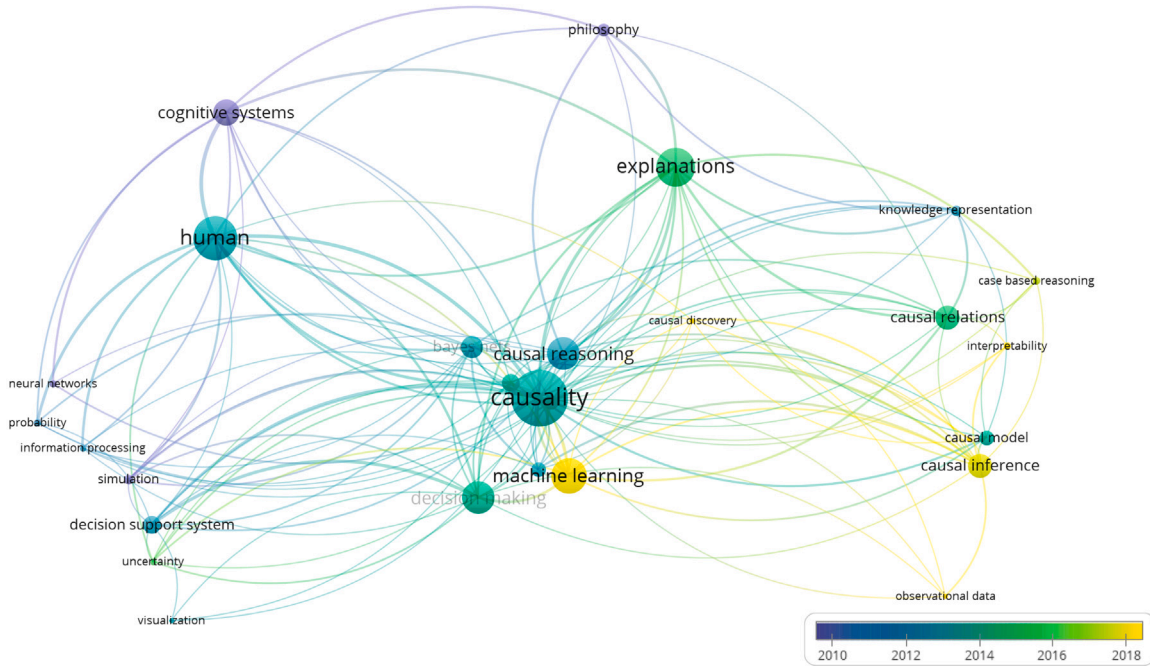 philosophy
cognitive systems
explanations
human
knowledge representation
case based reasoning
causal relations
causal discovery
interpretability
bayes nets
causal reasoning
neural networks
causality
probability
information processing
causal model
causal inference
simulation
machine learning
decision making
decision support system
uncertainty
observational data
visualization
2010 2012 2014 2016 2018